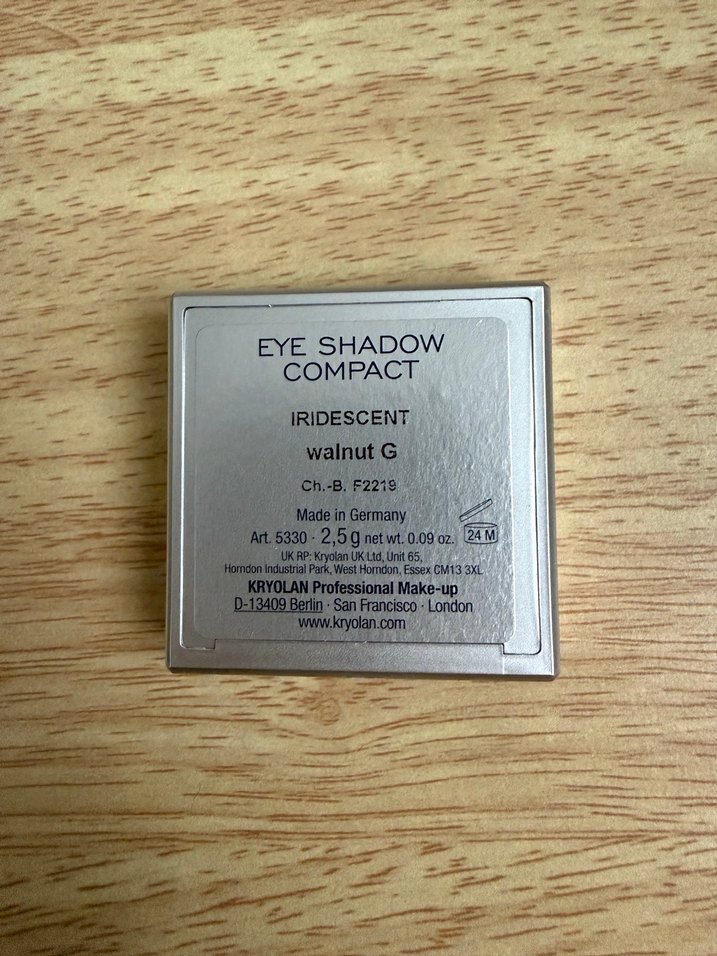 EYE SHADOW
COMPACT
IRIDESCENT
walnut G
Ch.-B. F2219
Made in Germany
Art. 5330 · 2,5 g net wt. 0.09 oz.
24 M
UK RP: Kryolan UK Ltd, Unit 65,
Horndon Industrial Park, West Horndon, Essex CM13 3XL
KRYOLAN Professional Make-up
D-13409 Berlin · San Francisco · London
www.kryolan.com